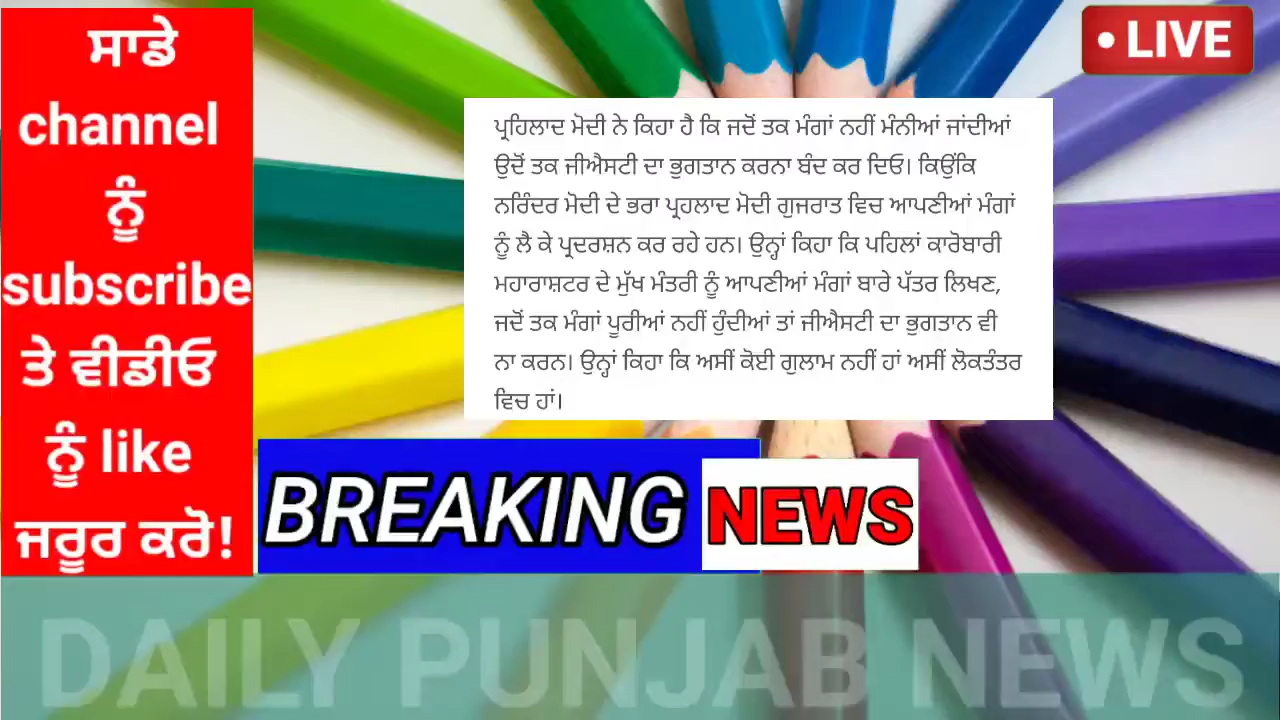 ਸਾਡੇ
channel
ਨੂੰ
subscribe
ਤੇ ਵੀਡੀਓ
ਨੂੰ like
ਜਰੂਰ ਕਰੋ!
• LIVE
ਪ੍ਰਹਿਲਾਦ ਮੋਦੀ ਨੇ ਕਿਹਾ ਹੈ ਕਿ ਜਦੋਂ ਤਕ ਮੰਗਾਂ ਨਹੀਂ ਮੰਨੀਆਂ ਜਾਂਦੀਆਂ
ਉਦੋਂ ਤਕ ਜੀਐਸਟੀ ਦਾ ਭੁਗਤਾਨ ਕਰਨਾ ਬੰਦ ਕਰ ਦਿਓ। ਕਿਉਂਕਿ
ਨਰਿੰਦਰ ਮੋਦੀ ਦੇ ਭਰਾ ਪ੍ਰਹਲਾਦ ਮੋਦੀ ਗੁਜਰਾਤ ਵਿਚ ਆਪਣੀਆਂ ਮੰਗਾਂ
ਨੂੰ ਲੈ ਕੇ ਪ੍ਰਦਰਸ਼ਨ ਕਰ ਰਹੇ ਹਨ। ਉਨ੍ਹਾਂ ਕਿਹਾ ਕਿ ਪਹਿਲਾਂ ਕਾਰੋਬਾਰੀ
ਮਹਾਰਾਸ਼ਟਰ ਦੇ ਮੁੱਖ ਮੰਤਰੀ ਨੂੰ ਆਪਣੀਆਂ ਮੰਗਾਂ ਬਾਰੇ ਪੱਤਰ ਲਿਖਣ,
ਜਦੋਂ ਤਕ ਮੰਗਾਂ ਪੂਰੀਆਂ ਨਹੀਂ ਹੁੰਦੀਆਂ ਤਾਂ ਜੀਐਸਟੀ ਦਾ ਭੁਗਤਾਨ ਵੀ
ਨਾ ਕਰਨ। ਉਨ੍ਹਾਂ ਕਿਹਾ ਕਿ ਅਸੀਂ ਕੋਈ ਗੁਲਾਮ ਨਹੀਂ ਹਾਂ ਅਸੀਂ ਲੋਕਤੰਤਰ
ਵਿਚ ਹਾਂ।
BREAKING NEWS
DAILY PUNJAB NEWS